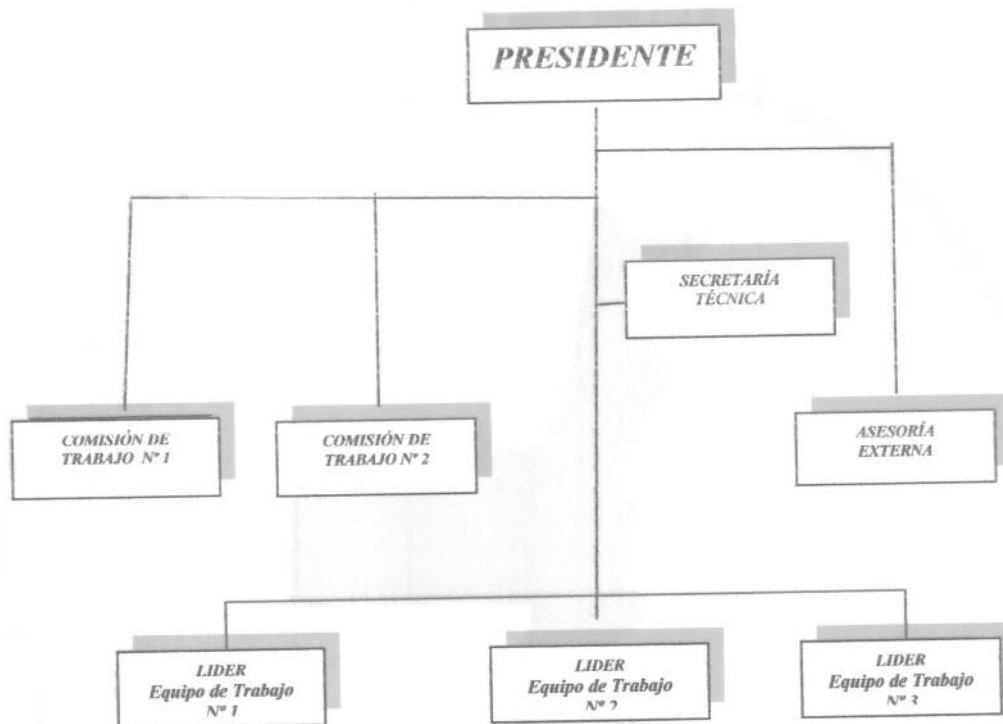 PRESIDENTE
SECRETARÍA
TÉCNICA
COMISIÓN DE
TRABAJO Nº 1
COMISIÓN DE
TRABAJO Nº 2
ASESORÍA
EXTERNA
LIDER
Equipo de Trabajo
Nº 1
LIDER
Equipo de Trabajo
Nº 2
LIDER
Equipo de Trabajo
Nº 3